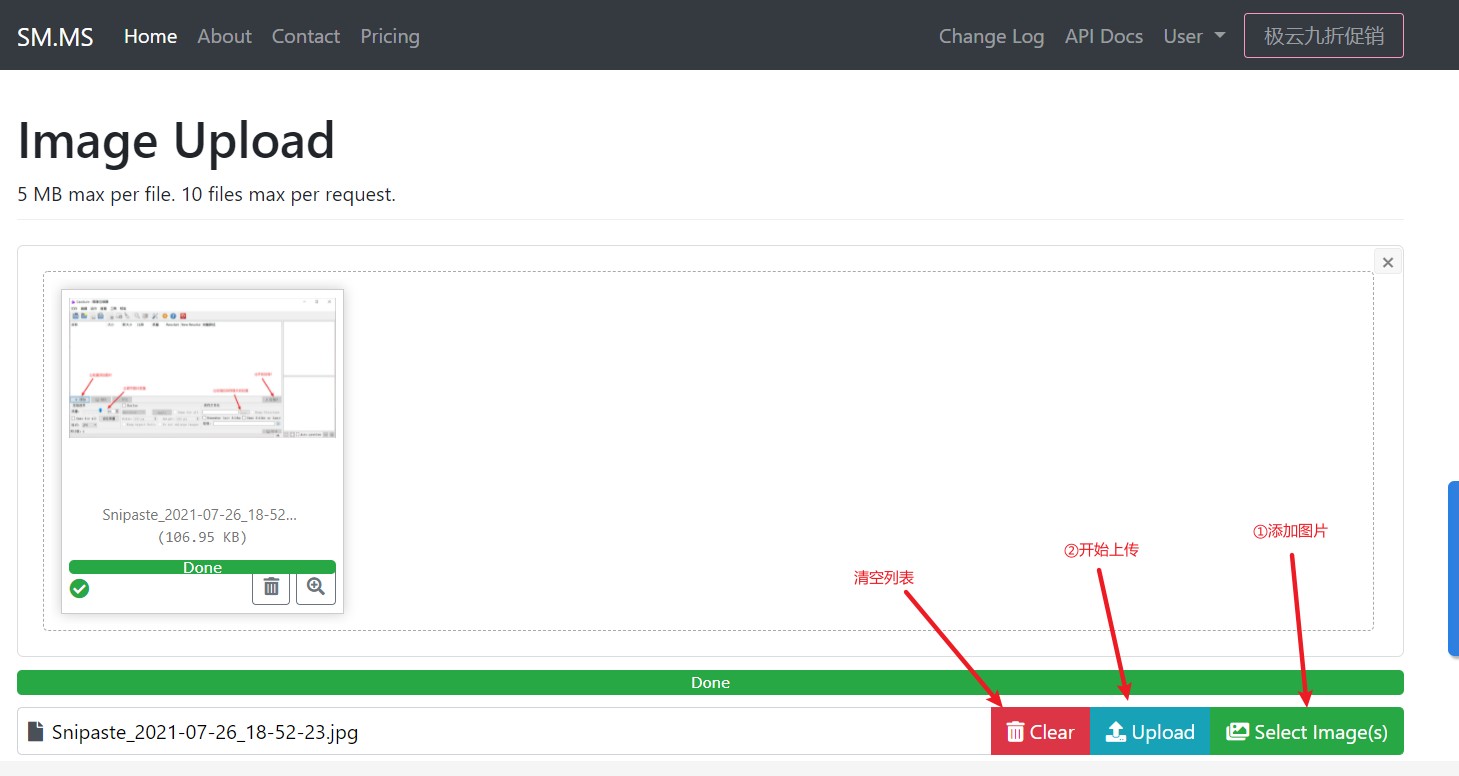 SM.MS Home About Contact Pricing Change Log API Docs User 极云九折促销
Image Upload
5 MB max per file. 10 files max per request.
Snipaste_2021-07-26_18-52...
(106.95 KB)
Done
①添加图片
②开始上传
清空列表
Done
Snipaste_2021-07-26_18-52-23.jpg Clear Upload Select Image(s)